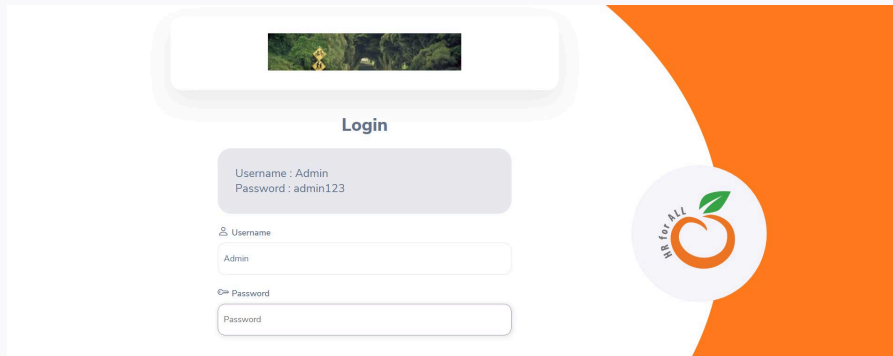 Login
Username : Admin
Password : admin123
Username
Admin
Password
Password
HR for ALL